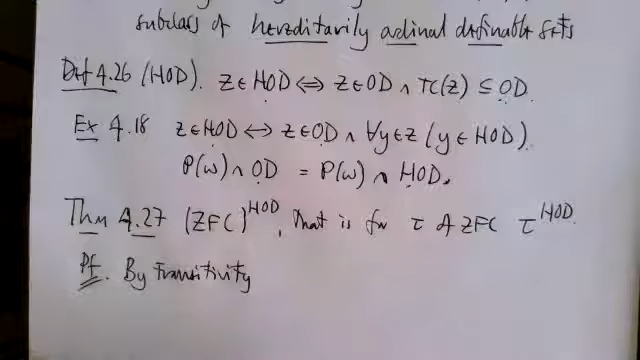 subclass of hereditarily ordinal definable sets
Def 4.26 (HOD). z ∈ HOD ⇔ z ∈ OD ∧ TC(z) ⊆ OD.
Ex 4.18 z ∈ HOD ↔ z ∈ OD ∧ ∀y ∈ z (y ∈ HOD).
P(ω) ∩ OD = P(ω) ∩ HOD.
Thm 4.27 (ZFC)^HOD, that is for τ A ZFC τ^HOD.
Pf. By transitivity